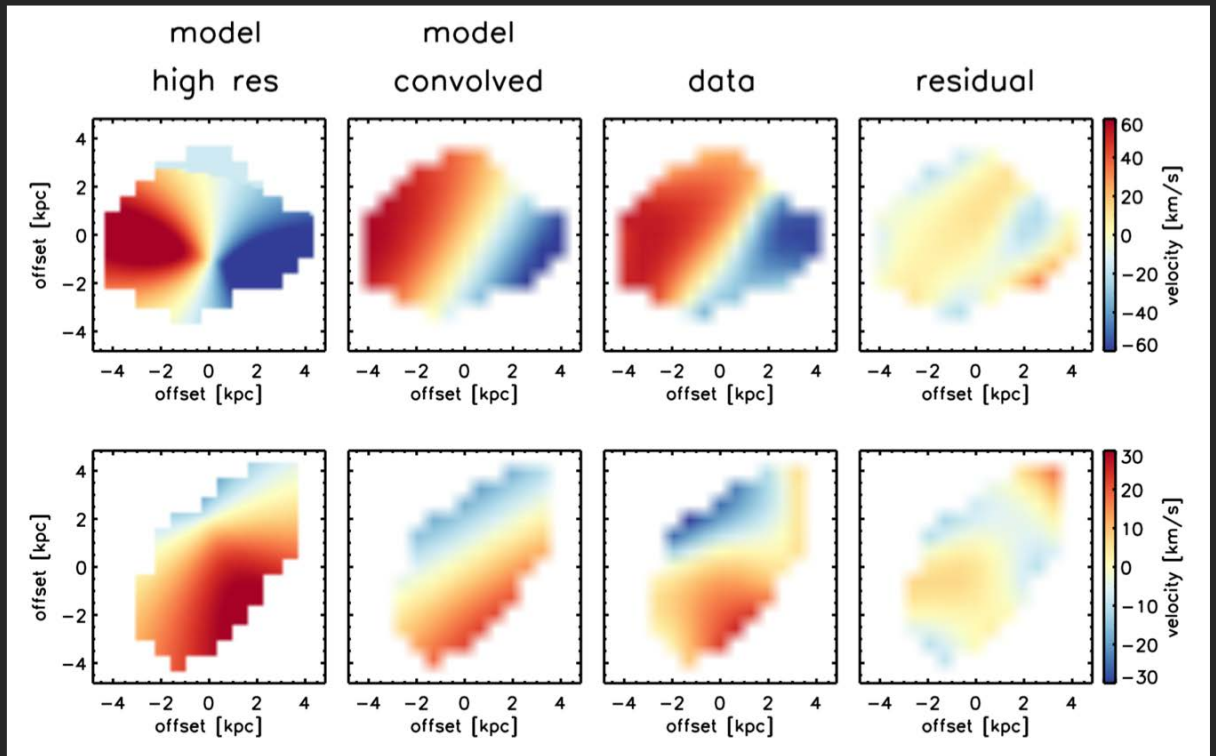 model
high res
model
convolved
data
residual
4
2
0
−2
−4
offset [kpc]
−4 −2 0 2 4
offset [kpc]
−4 −2 0 2 4
offset [kpc]
−4 −2 0 2 4
offset [kpc]
−4 −2 0 2 4
offset [kpc]
60
40
20
0
−20
−40
−60
velocity [km/s]
4
2
0
−2
−4
offset [kpc]
−4 −2 0 2 4
offset [kpc]
−4 −2 0 2 4
offset [kpc]
−4 −2 0 2 4
offset [kpc]
−4 −2 0 2 4
offset [kpc]
30
20
10
0
−10
−20
−30
velocity [km/s]